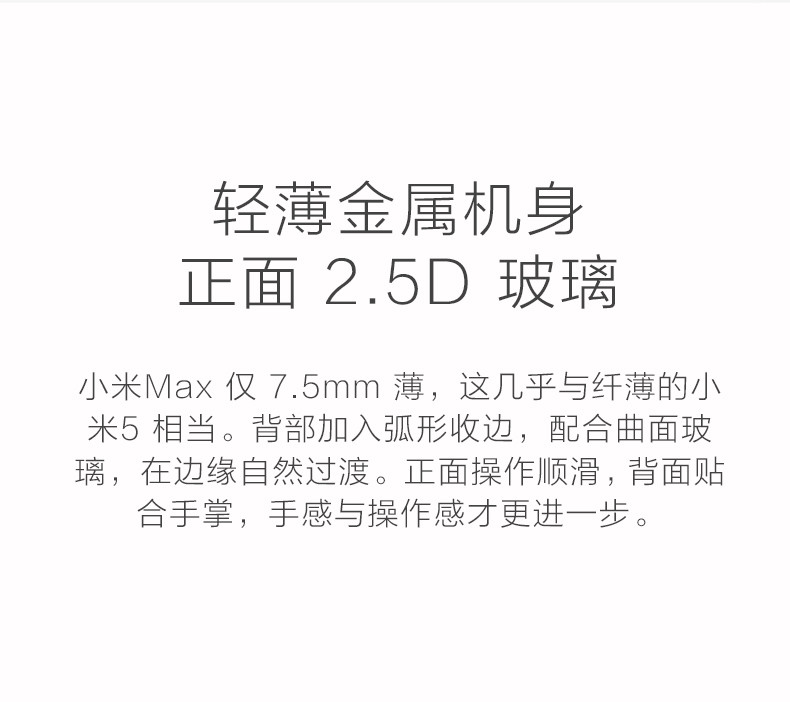 轻薄金属机身
正面 2.5D 玻璃
小米Max 仅 7.5mm 薄，这几乎与纤薄的小
米5 相当。背部加入弧形收边，配合曲面玻
璃，在边缘自然过渡。正面操作顺滑，背面贴
合手掌，手感与操作感才更进一步。